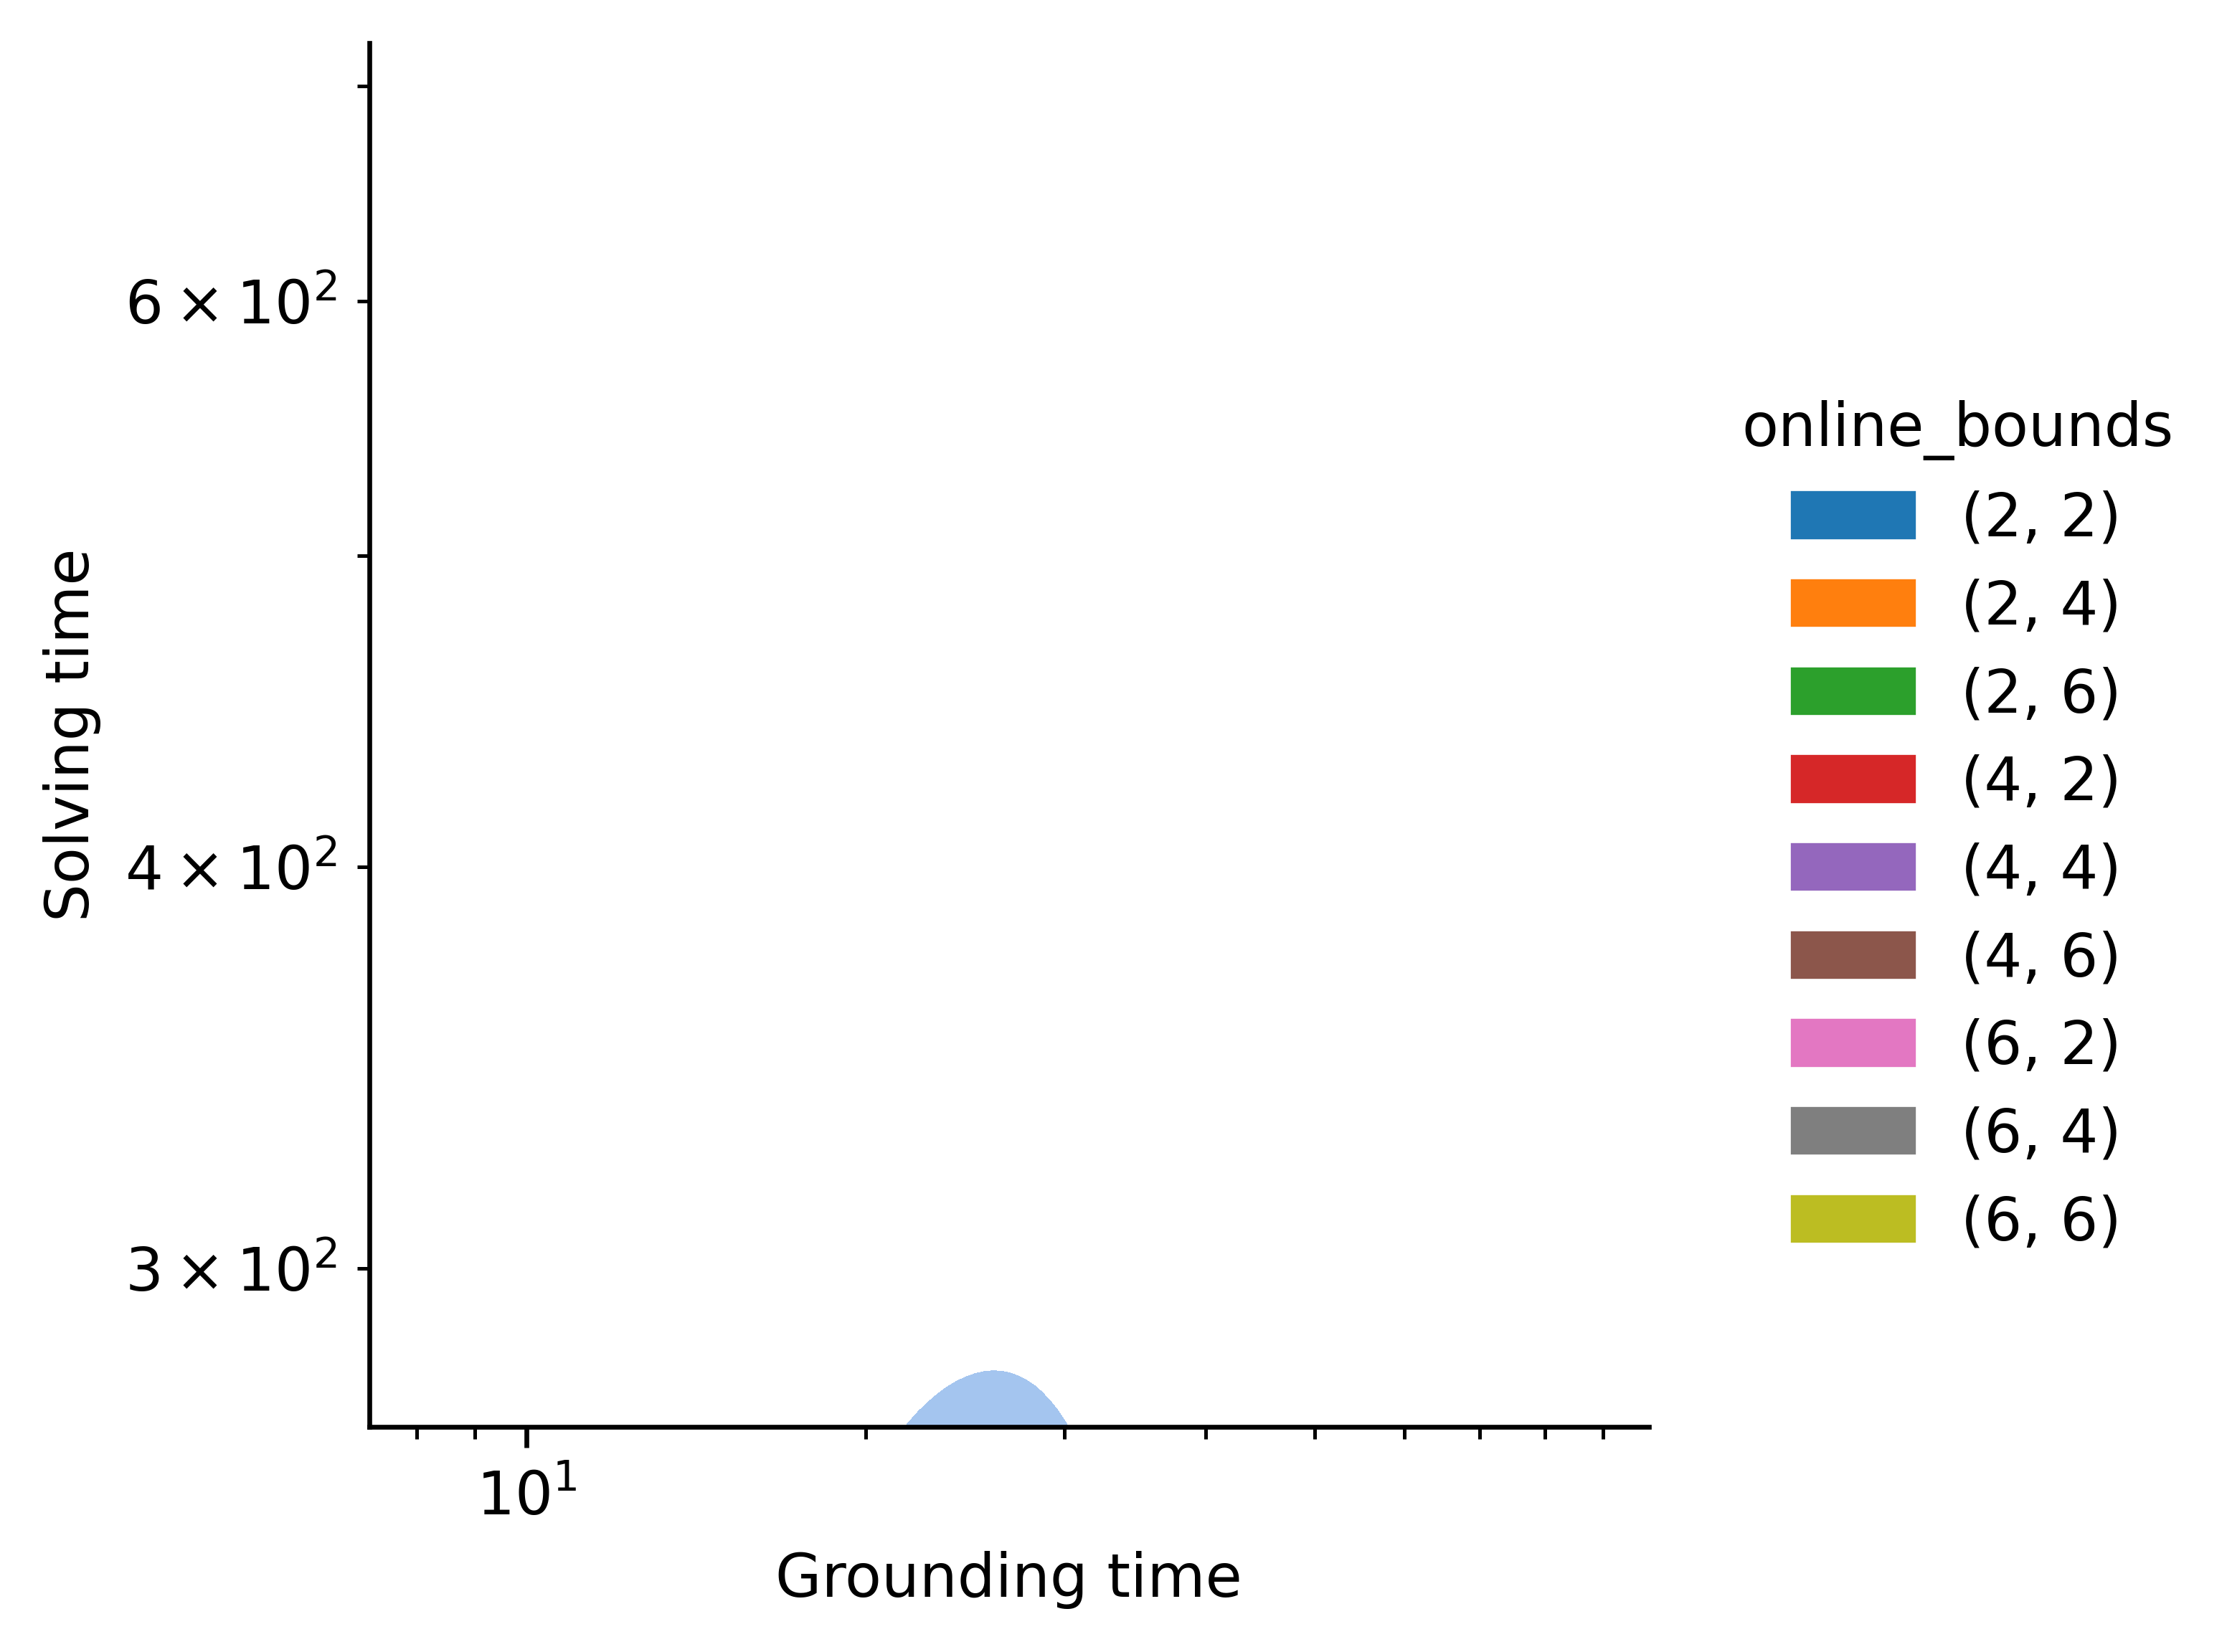 6 × 10²
4 × 10²
3 × 10²
Solving time
10¹
Grounding time
online_bounds
(2, 2)
(2, 4)
(2, 6)
(4, 2)
(4, 4)
(4, 6)
(6, 2)
(6, 4)
(6, 6)